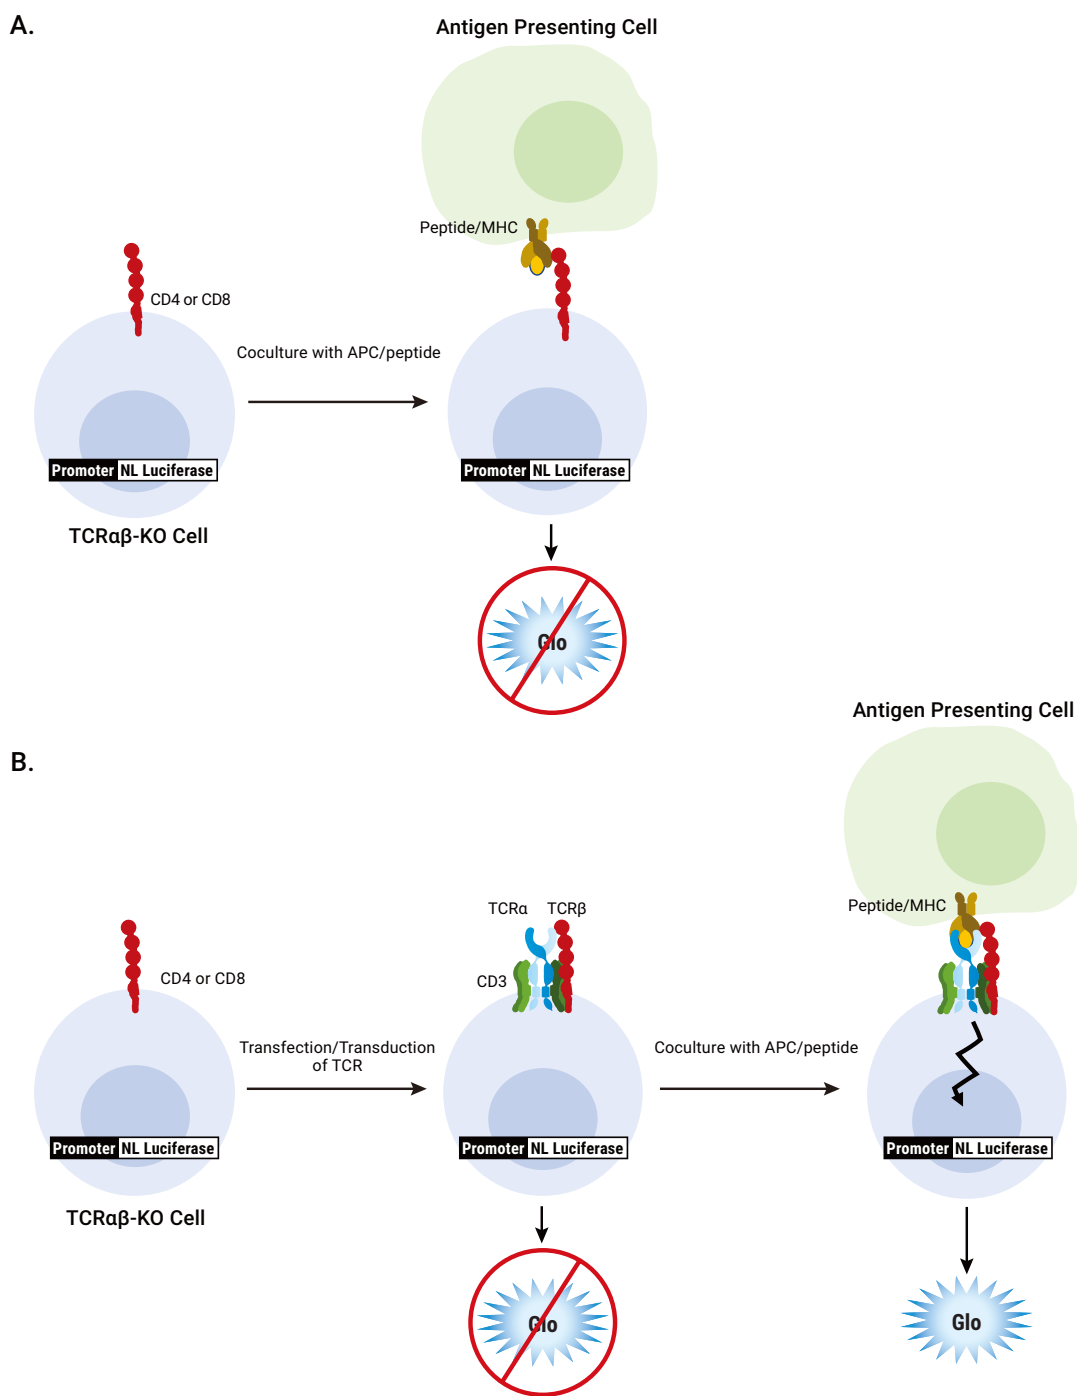 A.
Antigen Presenting Cell
Peptide/MHC
CD4 or CD8
Coculture with APC/peptide
Promoter NL Luciferase
Promoter NL Luciferase
TCRαβ-KO Cell
Glo
Antigen Presenting Cell
B.
Peptide/MHC
TCRα TCRβ
CD4 or CD8
CD3
Transfection/Transduction
of TCR
Coculture with APC/peptide
Promoter NL Luciferase
Promoter NL Luciferase
Promoter NL Luciferase
TCRαβ-KO Cell
Glo
Glo